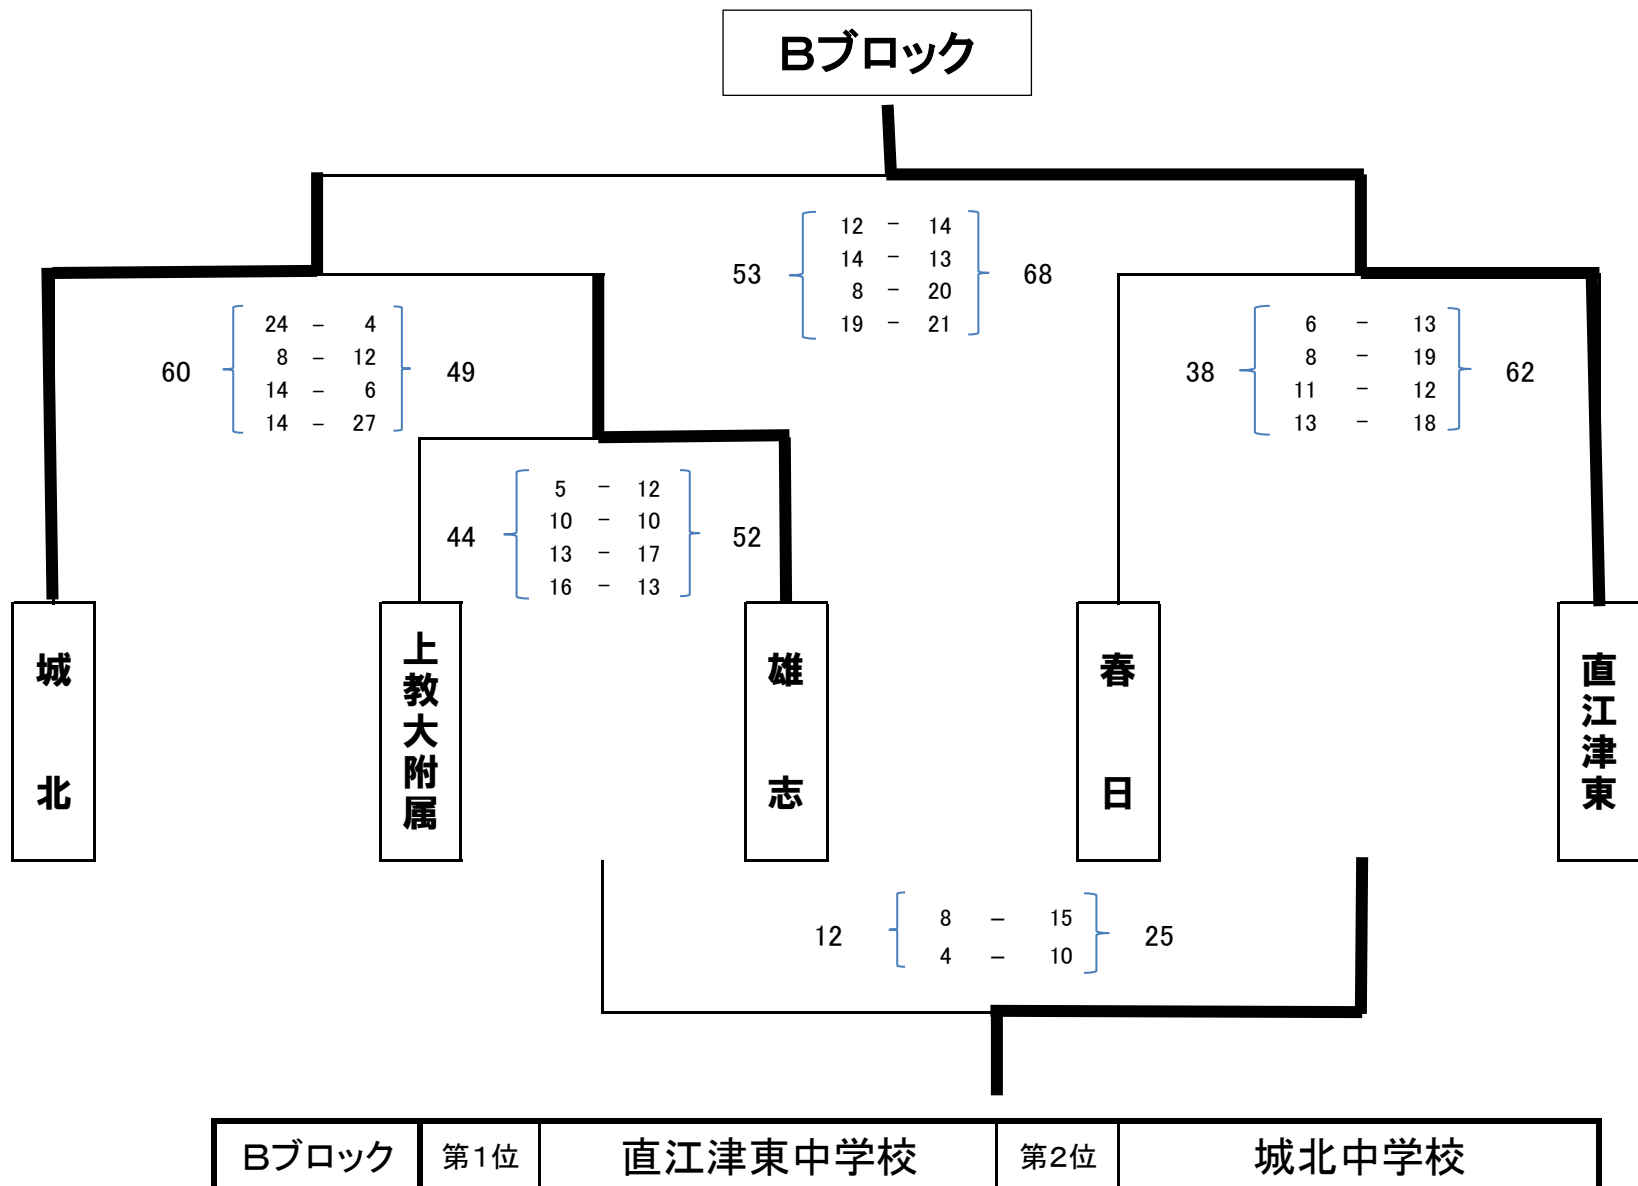 Bブロック
12 - 14
14 - 13
53 68
8 - 20
19 - 21
24 - 4
8 - 12
60 49
14 - 6
14 - 27
6 - 13
8 - 19
38 62
11 - 12
13 - 18
5 - 12
10 - 10
44 52
13 - 17
16 - 13
城北
上教大附属
雄志
春日
直江津東
8 - 15
12 25
4 - 10
Bブロック 第1位 直江津東中学校 第2位 城北中学校